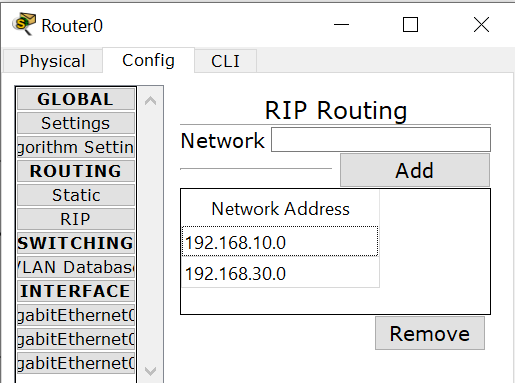 Router0
Physical Config CLI
GLOBAL
Settings
gorithm Settin
ROUTING
Static
RIP
SWITCHING
VLAN Databas
INTERFACE
gabitEthernet0
gabitEthernet0
gabitEthernet0
RIP Routing
Network
Add
Network Address
192.168.10.0
192.168.30.0
Remove